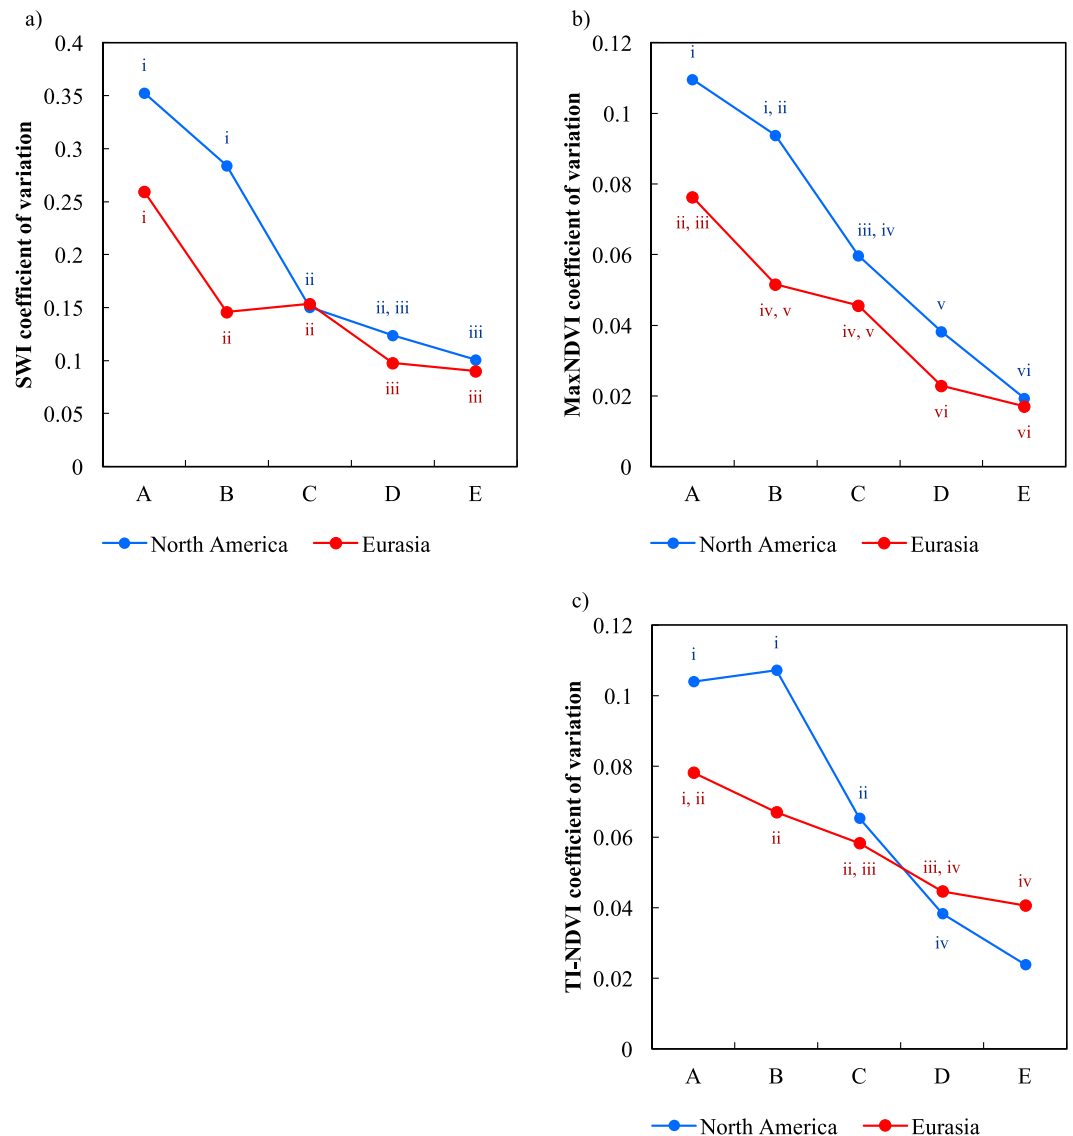 a)
SWI coefficient of variation
0.4
0.35
0.3
0.25
0.2
0.15
0.1
0.05
0
i
i
i
ii
ii
ii
ii, iii
iii
iii
iii
A B C D E
North America Eurasia
b)
MaxNDVI coefficient of variation
0.12
0.1
0.08
0.06
0.04
0.02
0
i
i, ii
ii, iii
iii, iv
iv, v
iv, v
v
vi
vi
vi
A B C D E
North America Eurasia
c)
TI-NDVI coefficient of variation
0.12
0.1
0.08
0.06
0.04
0.02
0
i
i
i, ii
ii
ii
ii, iii
iii, iv
iv
iv
A B C D E
North America Eurasia